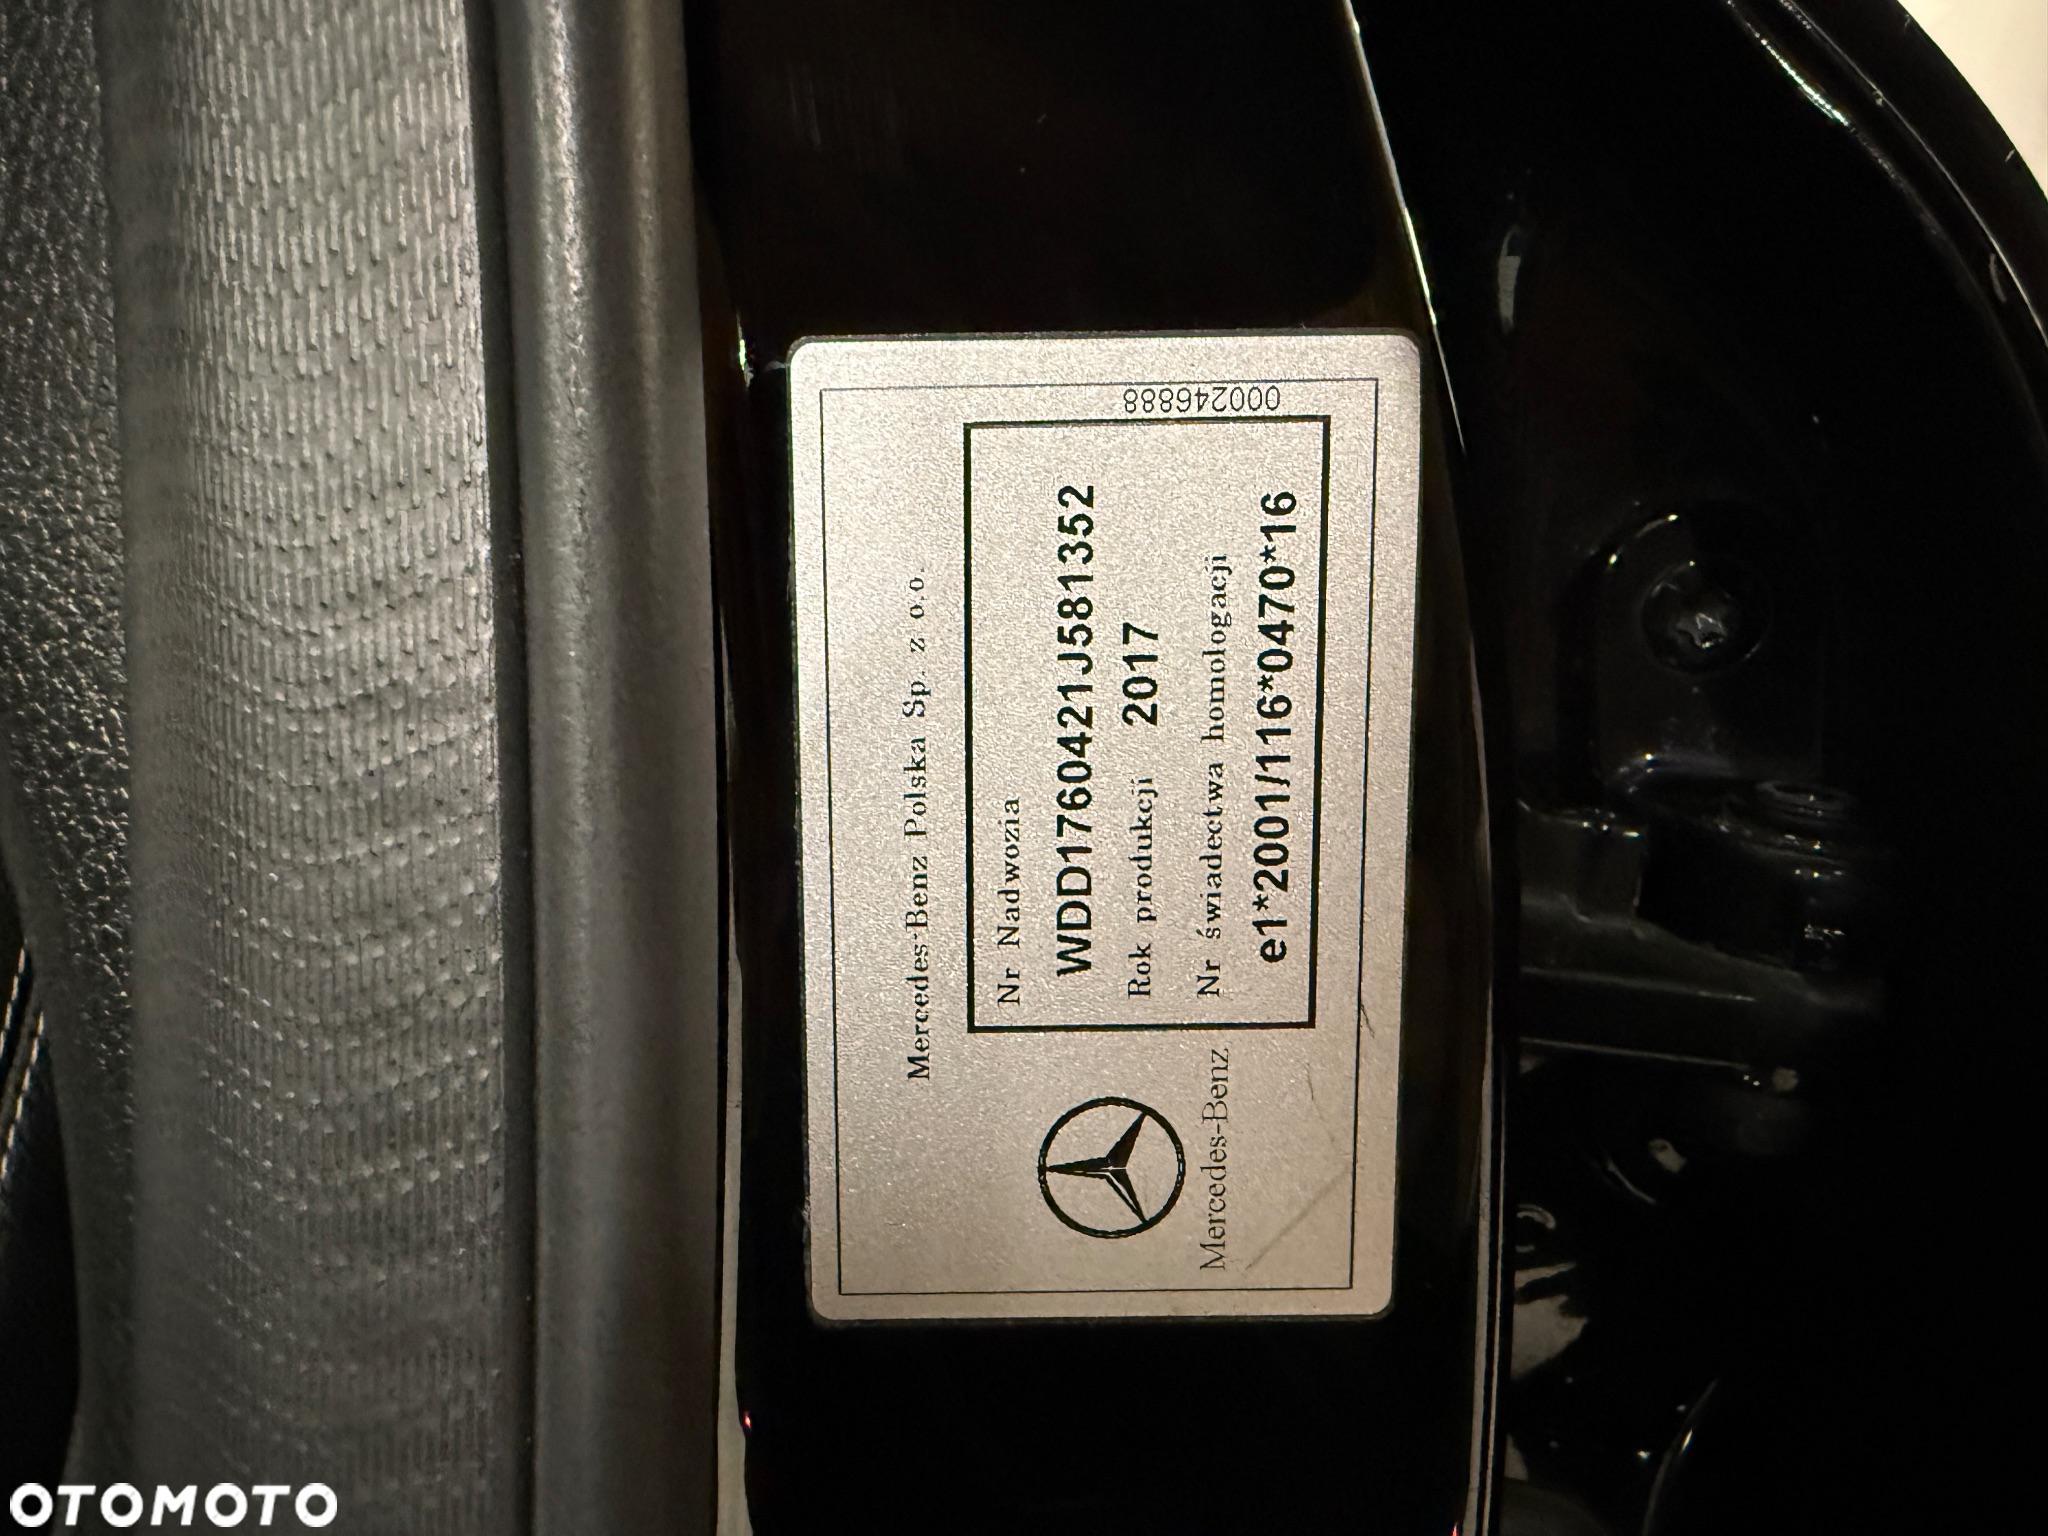 Mercedes-Benz Polska Sp. z o.o.
Nr Nadwozia
WDD1760421J581352
Rok produkcji 2017
Nr świadectwa homologacji
e1*2001/116*0470*16
Mercedes-Benz
000246888
OTOMOTO